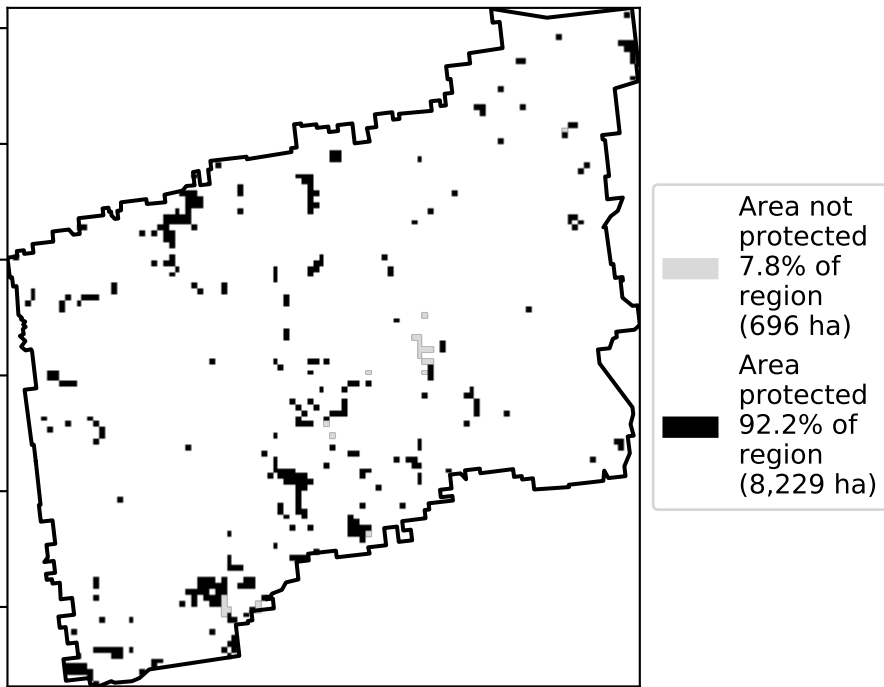 Area not
protected
7.8% of
region
(696 ha)
Area
protected
92.2% of
region
(8,229 ha)